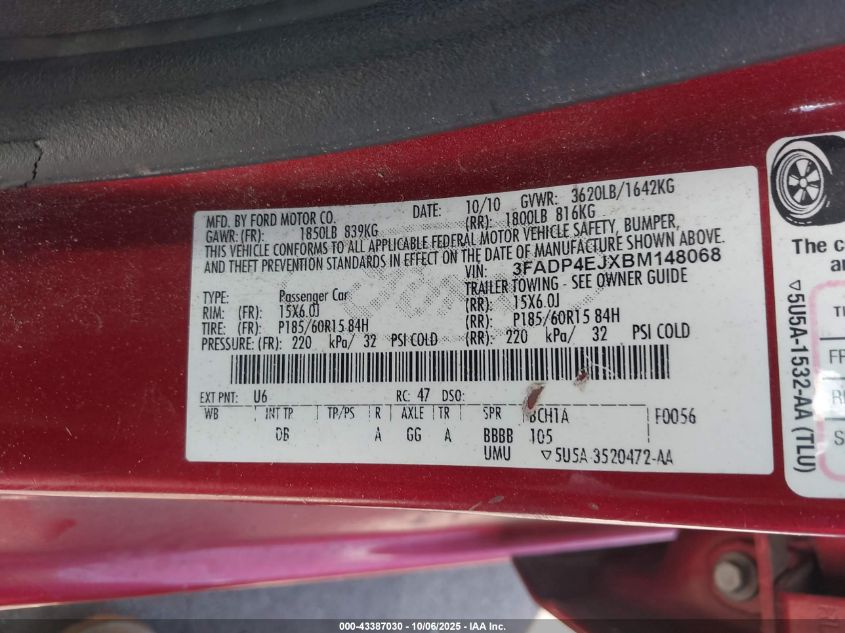 MFD. BY FORD MOTOR CO. DATE: 10/10 GVWR: 3620LB/1642KG
GAWR: (FR): 1850LB 839KG (RR): 1800LB 816KG
THIS VEHICLE CONFORMS TO ALL APPLICABLE FEDERAL MOTOR VEHICLE SAFETY, BUMPER,
AND THEFT PREVENTION STANDARDS IN EFFECT ON THE DATE OF MANUFACTURE SHOWN ABOVE.
VIN: 3FADP4EJXBM148068
TYPE: Passenger Car TRAILER TOWING - SEE OWNER GUIDE
RIM: (FR): 15X6.0J (RR): 15X6.0J
TIRE: (FR): P185/60R15 84H (RR): P185/60R15 84H
PRESSURE: (FR): 220 kPa/ 32 PSI COLD (RR): 220 kPa/ 32 PSI COLD
EXT PNT: U6 RC: 47 DSO:
WB INT TP TP/PS R AXLE TR SPR BCH1A F0056
DB A GG A BBBB 105
UMU ▽5U5A 3520472-AA
The c
a
▽5U5A-1532-AA (TLU)
000-43387030 - 10/06/2025 - IAA Inc.